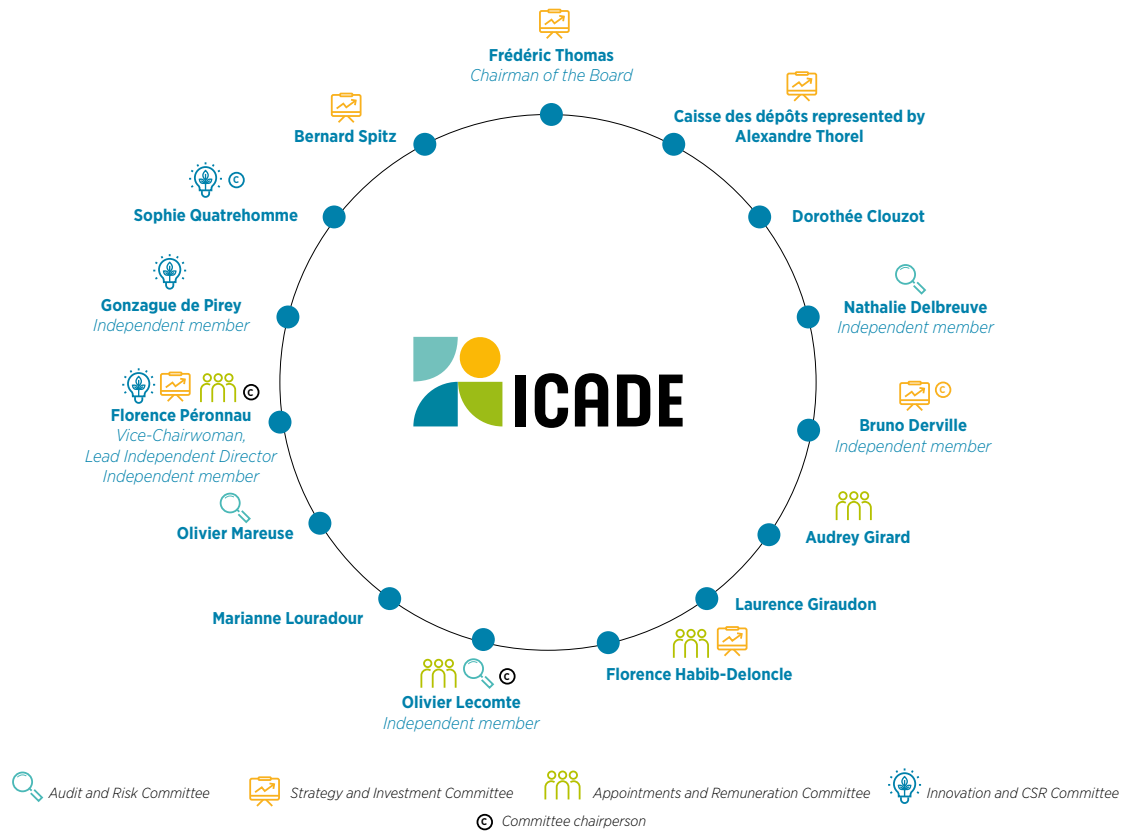 Frédéric Thomas
Chairman of the Board
Caisse des dépôts represented by
Alexandre Thorel
Bernard Spitz
C
Sophie Quatrehomme
Dorothée Clouzot
Gonzague de Pirey
Independent member
Nathalie Delbreuve
Independent member
C
Florence Péronnau
Vice-Chairwoman,
Lead Independent Director
Independent member
ICADE
C
Bruno Derville
Independent member
Olivier Mareuse
Audrey Girard
Marianne Louradour
Laurence Giraudon
C
Olivier Lecomte
Independent member
Florence Habib-Deloncle
Audit and Risk Committee
Strategy and Investment Committee
Appointments and Remuneration Committee
Innovation and CSR Committee
C Committee chairperson